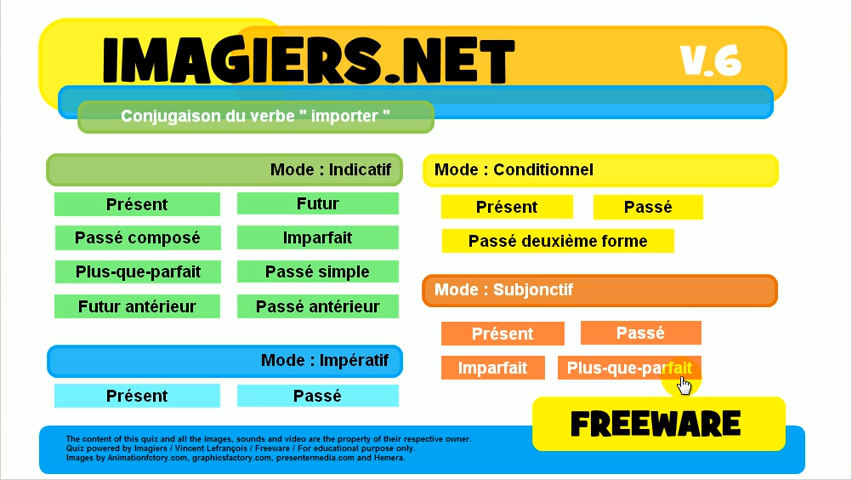 IMAGIERS.NET
V.6
Conjugaison du verbe " importer "
Mode : Indicatif
Présent
Futur
Passé composé
Imparfait
Plus-que-parfait
Passé simple
Futur antérieur
Passé antérieur
Mode : Impératif
Présent
Passé
Mode : Conditionnel
Présent
Passé
Passé deuxième forme
Mode : Subjonctif
Présent
Passé
Imparfait
Plus-que-parfait
FREEWARE
The content of this quiz and all the images, sounds and video are the property of their respective owner.
Quiz powered by Imagiers / Vincent Lefrançois / Freeware / For educational purpose only.
Images by Animationfctory.com, graphicsfactory.com, presentermedia.com and Hemera.